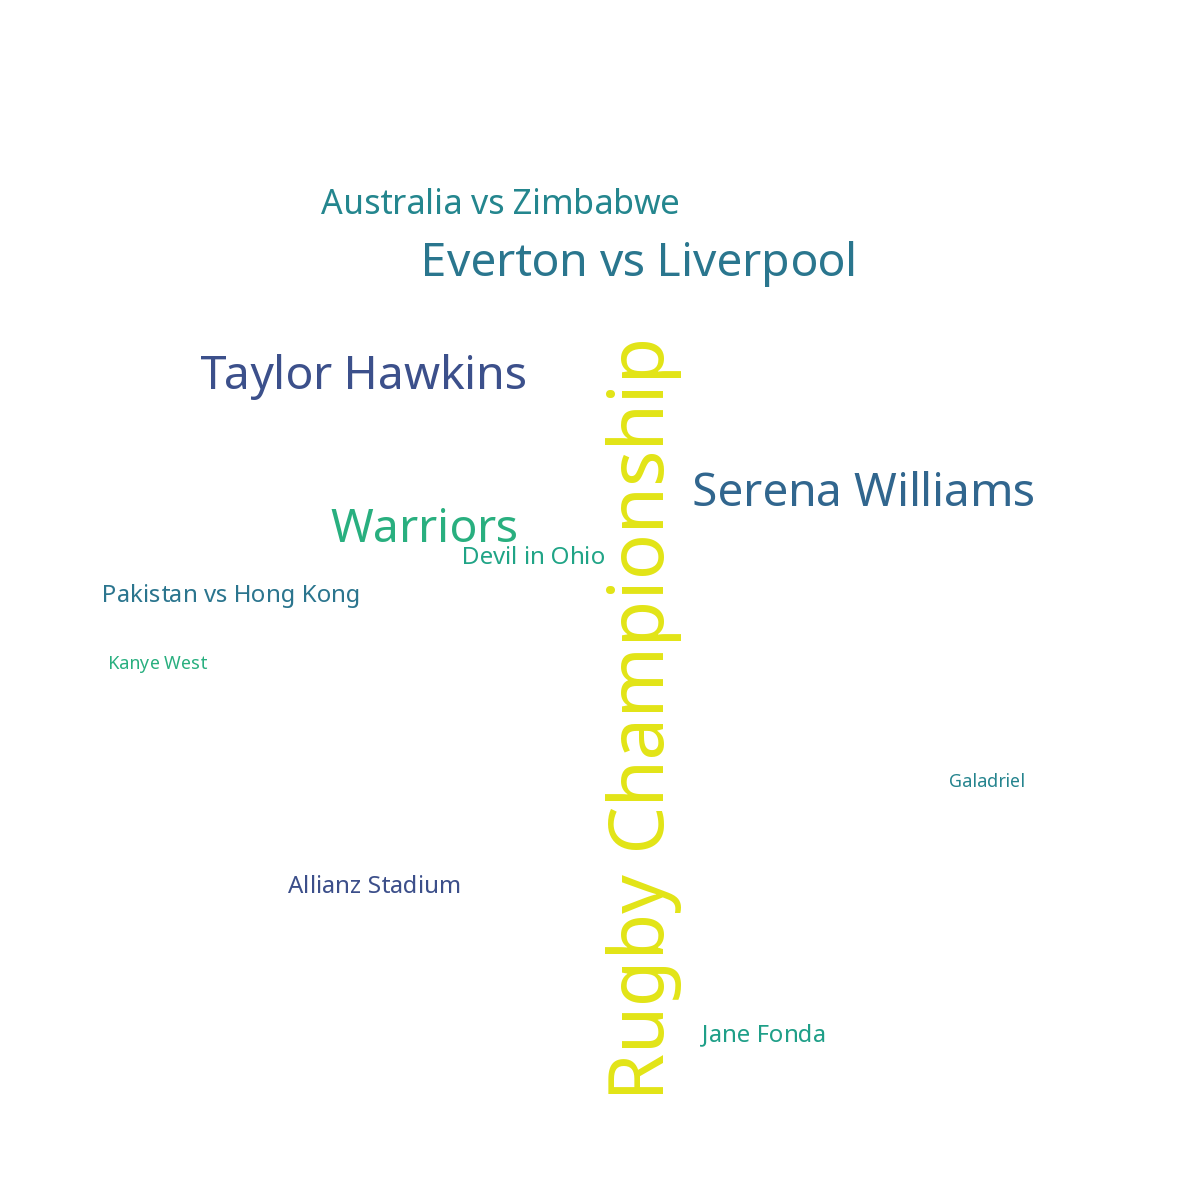 Australia vs Zimbabwe
Everton vs Liverpool
Taylor Hawkins
Rugby Championship
Serena Williams
Warriors
Devil in Ohio
Pakistan vs Hong Kong
Kanye West
Galadriel
Allianz Stadium
Jane Fonda